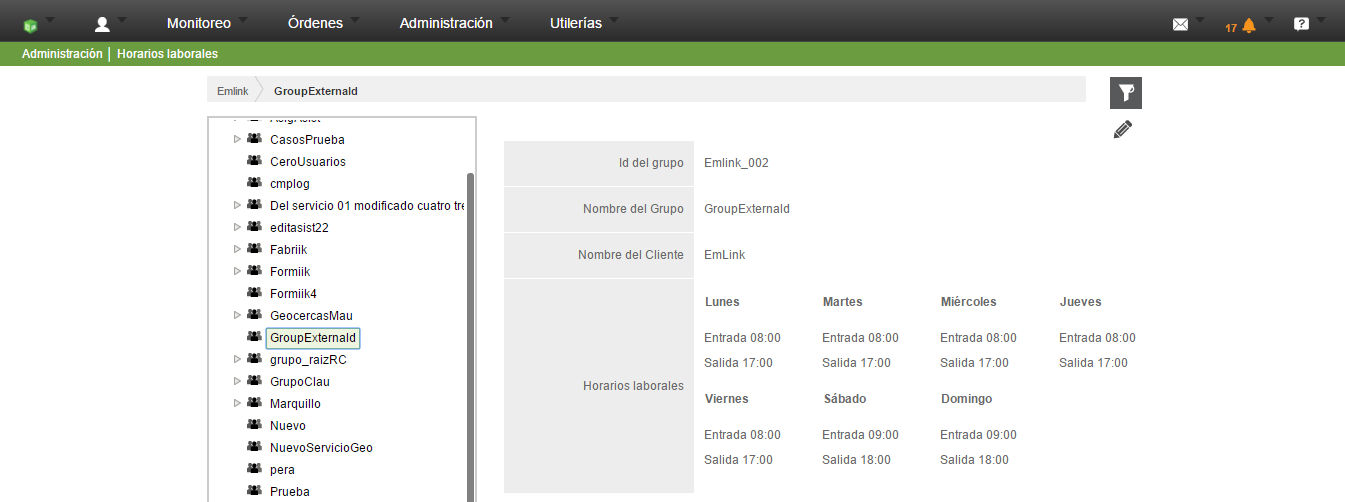 Monitoreo Órdenes Administración Utilerías 17
Administración | Horarios laborales
Emlink GroupExternalId
CasosPrueba
CeroUsuarios
cmplog
Del servicio 01 modificado cuatro tre
editasist22
Fabriik
Formiik
Formiik4
GeocercasMau
GroupExternalId
grupo_raizRC
GrupoClau
Marquillo
Nuevo
NuevoServicioGeo
pera
Prueba
Id del grupo Emlink_002
Nombre del Grupo GroupExternalId
Nombre del Cliente EmLink
Horarios laborales
Lunes Martes Miércoles Jueves
Entrada 08:00 Entrada 08:00 Entrada 08:00 Entrada 08:00
Salida 17:00 Salida 17:00 Salida 17:00 Salida 17:00
Viernes Sábado Domingo
Entrada 08:00 Entrada 09:00 Entrada 09:00
Salida 17:00 Salida 18:00 Salida 18:00